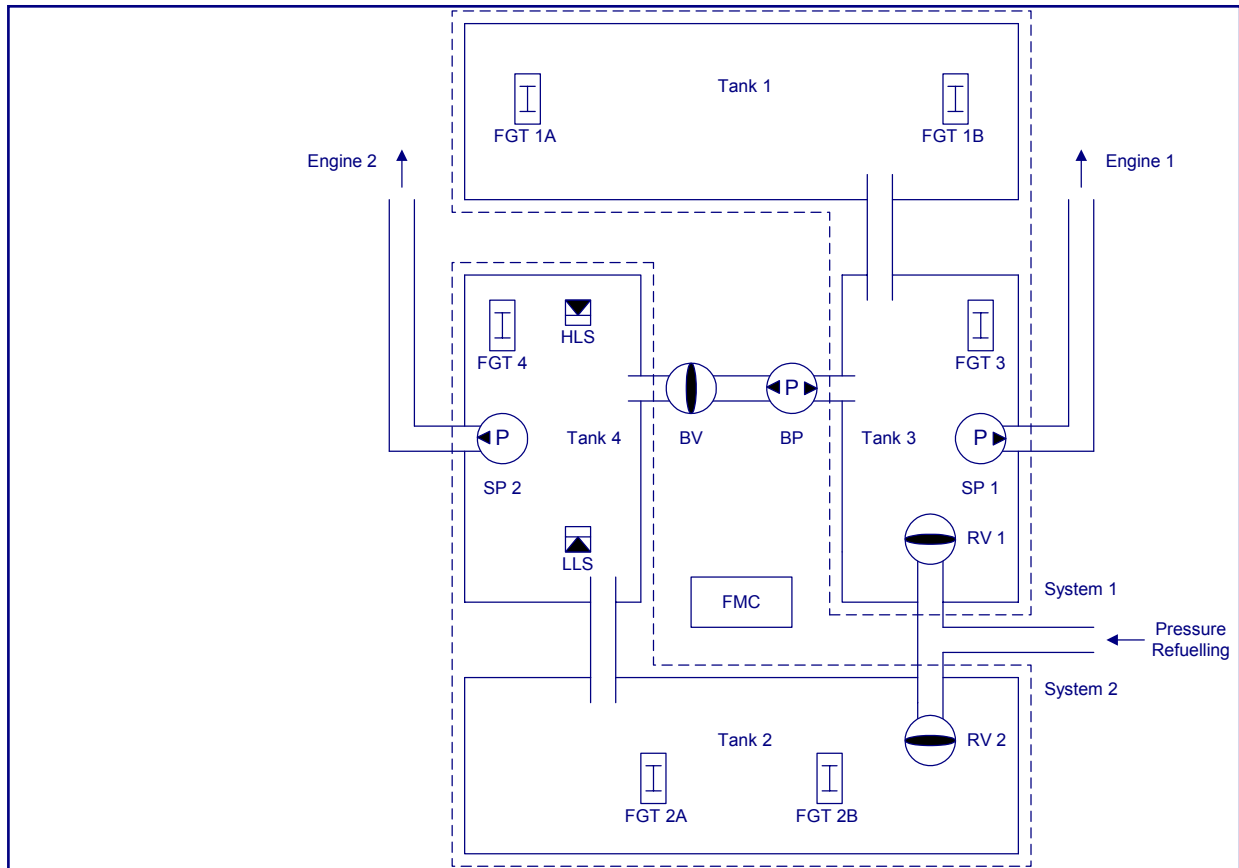 Tank 1
FGT 1A
FGT 1B
Engine 2
Engine 1
FGT 4
HLS
FGT 3
P
P
P
Tank 4
BV
BP
Tank 3
SP 2
SP 1
RV 1
LLS
FMC
System 1
Pressure
Refuelling
System 2
Tank 2
RV 2
FGT 2A
FGT 2B